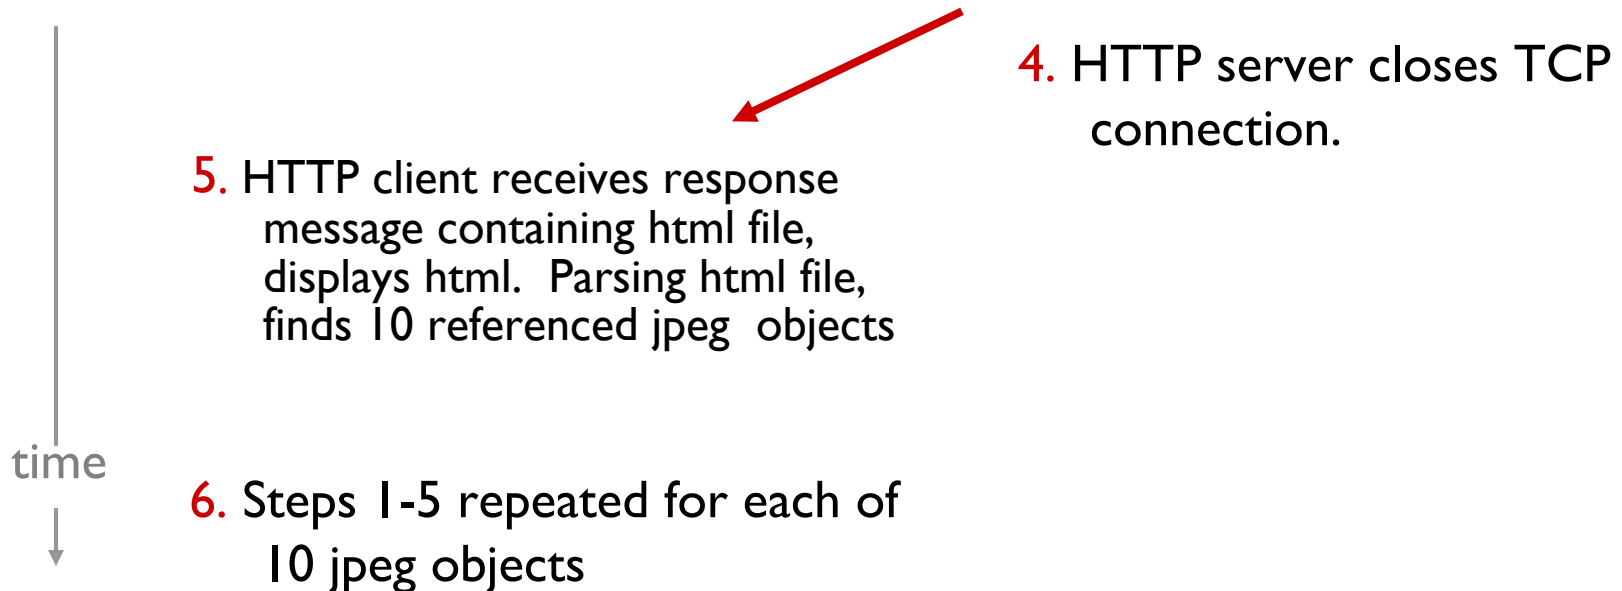 4. HTTP server closes TCP
connection.
5. HTTP client receives response
message containing html file,
displays html.  Parsing html file,
finds 10 referenced jpeg  objects
time
6. Steps 1-5 repeated for each of
10 jpeg objects